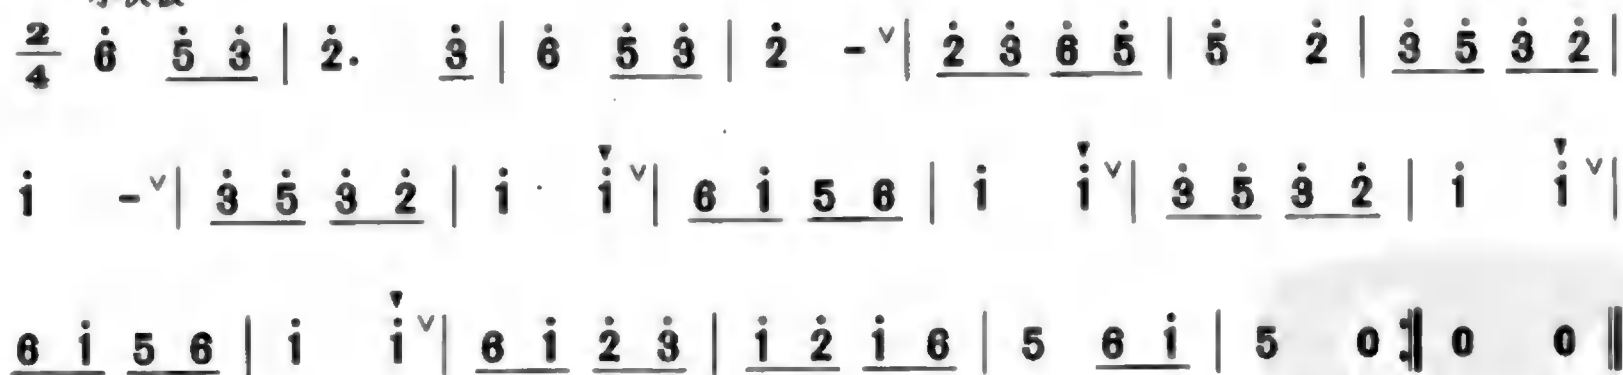 2/4 6̇ 5̇ 3̇ | 2̇. 3̇ | 6̇ 5̇ 3̇ | 2̇ - ∨ | 2̇ 3̇ 6̇ 5̇ | 5̇ 2̇ | 3̇ 5̇ 3̇ 2̇ |
1̇ - ∨ | 3̇ 5̇ 3̇ 2̇ | 1̇ 1̇ ∨ | 6 1̇ 5 6 | 1̇ 1̇ ∨ | 3̇ 5̇ 3̇ 2̇ | 1̇ 1̇ ∨ |
6 1̇ 5 6 | 1̇ 1̇ ∨ | 6 1̇ 2̇ 3̇ | 1̇ 2̇ 1̇ 6 | 5 6 1̇ | 5 0 :‖ 0 0 ‖